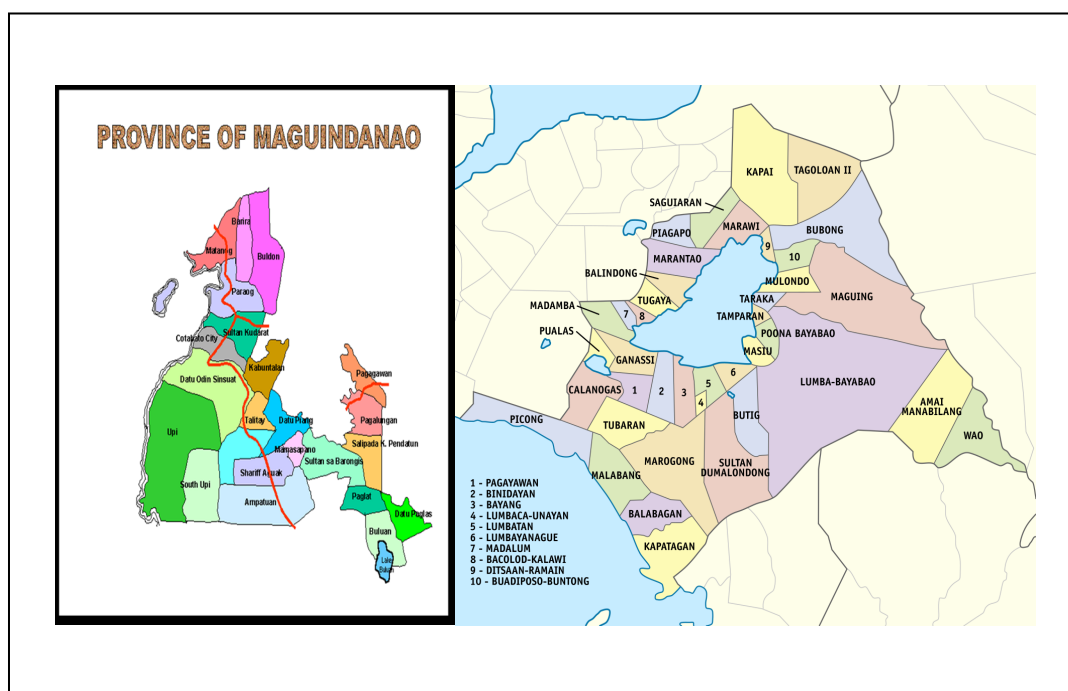 PROVINCE OF MAGUINDANAO
Barira
Matanog
Buldon
Paraog
Sultan Kudarat
Cotabato City
Kabuntalan
Datu Odin Sinsuat
Pagagawan
Talitay
Datu Piang
Pagalungan
Upi
Mamasapano
Salipada K. Pendatun
Sultan sa Barongis
Shariff Aguak
South Upi
Ampatuan
Paglat
Datu Puglas
Buluan
Lake
KAPAI
TAGOLOAN II
SAGUIARAN
MARAWI
PIAGAPO
BUBONG
9
10
MARANTAO
BALINDONG
MULONDO
TUGAYA
TARAKA
MAGUING
MADAMBA
7
8
TAMPARAN
PUALAS
POONA BAYABAO
MASIU
GANASSI
6
CALANOGAS
1
2
3
5
4
LUMBA-BAYABAO
AMAI
MANABILANG
PICONG
TUBARAN
BUTIG
WAO
MAROGONG
SULTAN
DUMALONDONG
MALABANG
BALABAGAN
KAPATAGAN
1 - PAGAYAWAN
2 - BINIDAYAN
3 - BAYANG
4 - LUMBACA-UNAYAN
5 - LUMBATAN
6 - LUMBAYANAGUE
7 - MADALUM
8 - BACOLOD-KALAWI
9 - DITSAAN-RAMAIN
10 - BUADIPOSO-BUNTONG